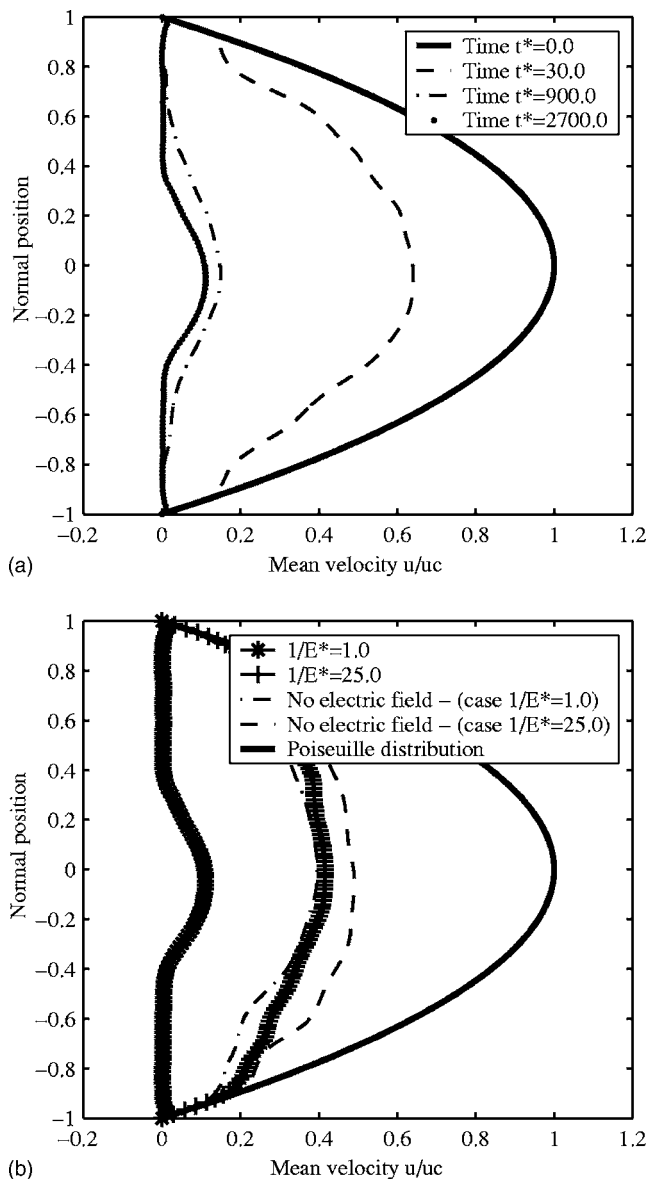 1
0.8
0.6
0.4
0.2
0
−0.2
−0.4
−0.6
−0.8
−1
Normal position
Time t*=0.0
Time t*=30.0
Time t*=900.0
Time t*=2700.0
−0.2 0 0.2 0.4 0.6 0.8 1 1.2
Mean velocity u/uc
(a)
1
0.8
0.6
0.4
0.2
0
−0.2
−0.4
−0.6
−0.8
−1
Normal position
1/E*=1.0
1/E*=25.0
No electric field – (case 1/E*=1.0)
No electric field – (case 1/E*=25.0)
Poiseuille distribution
−0.2 0 0.2 0.4 0.6 0.8 1 1.2
Mean velocity u/uc
(b)